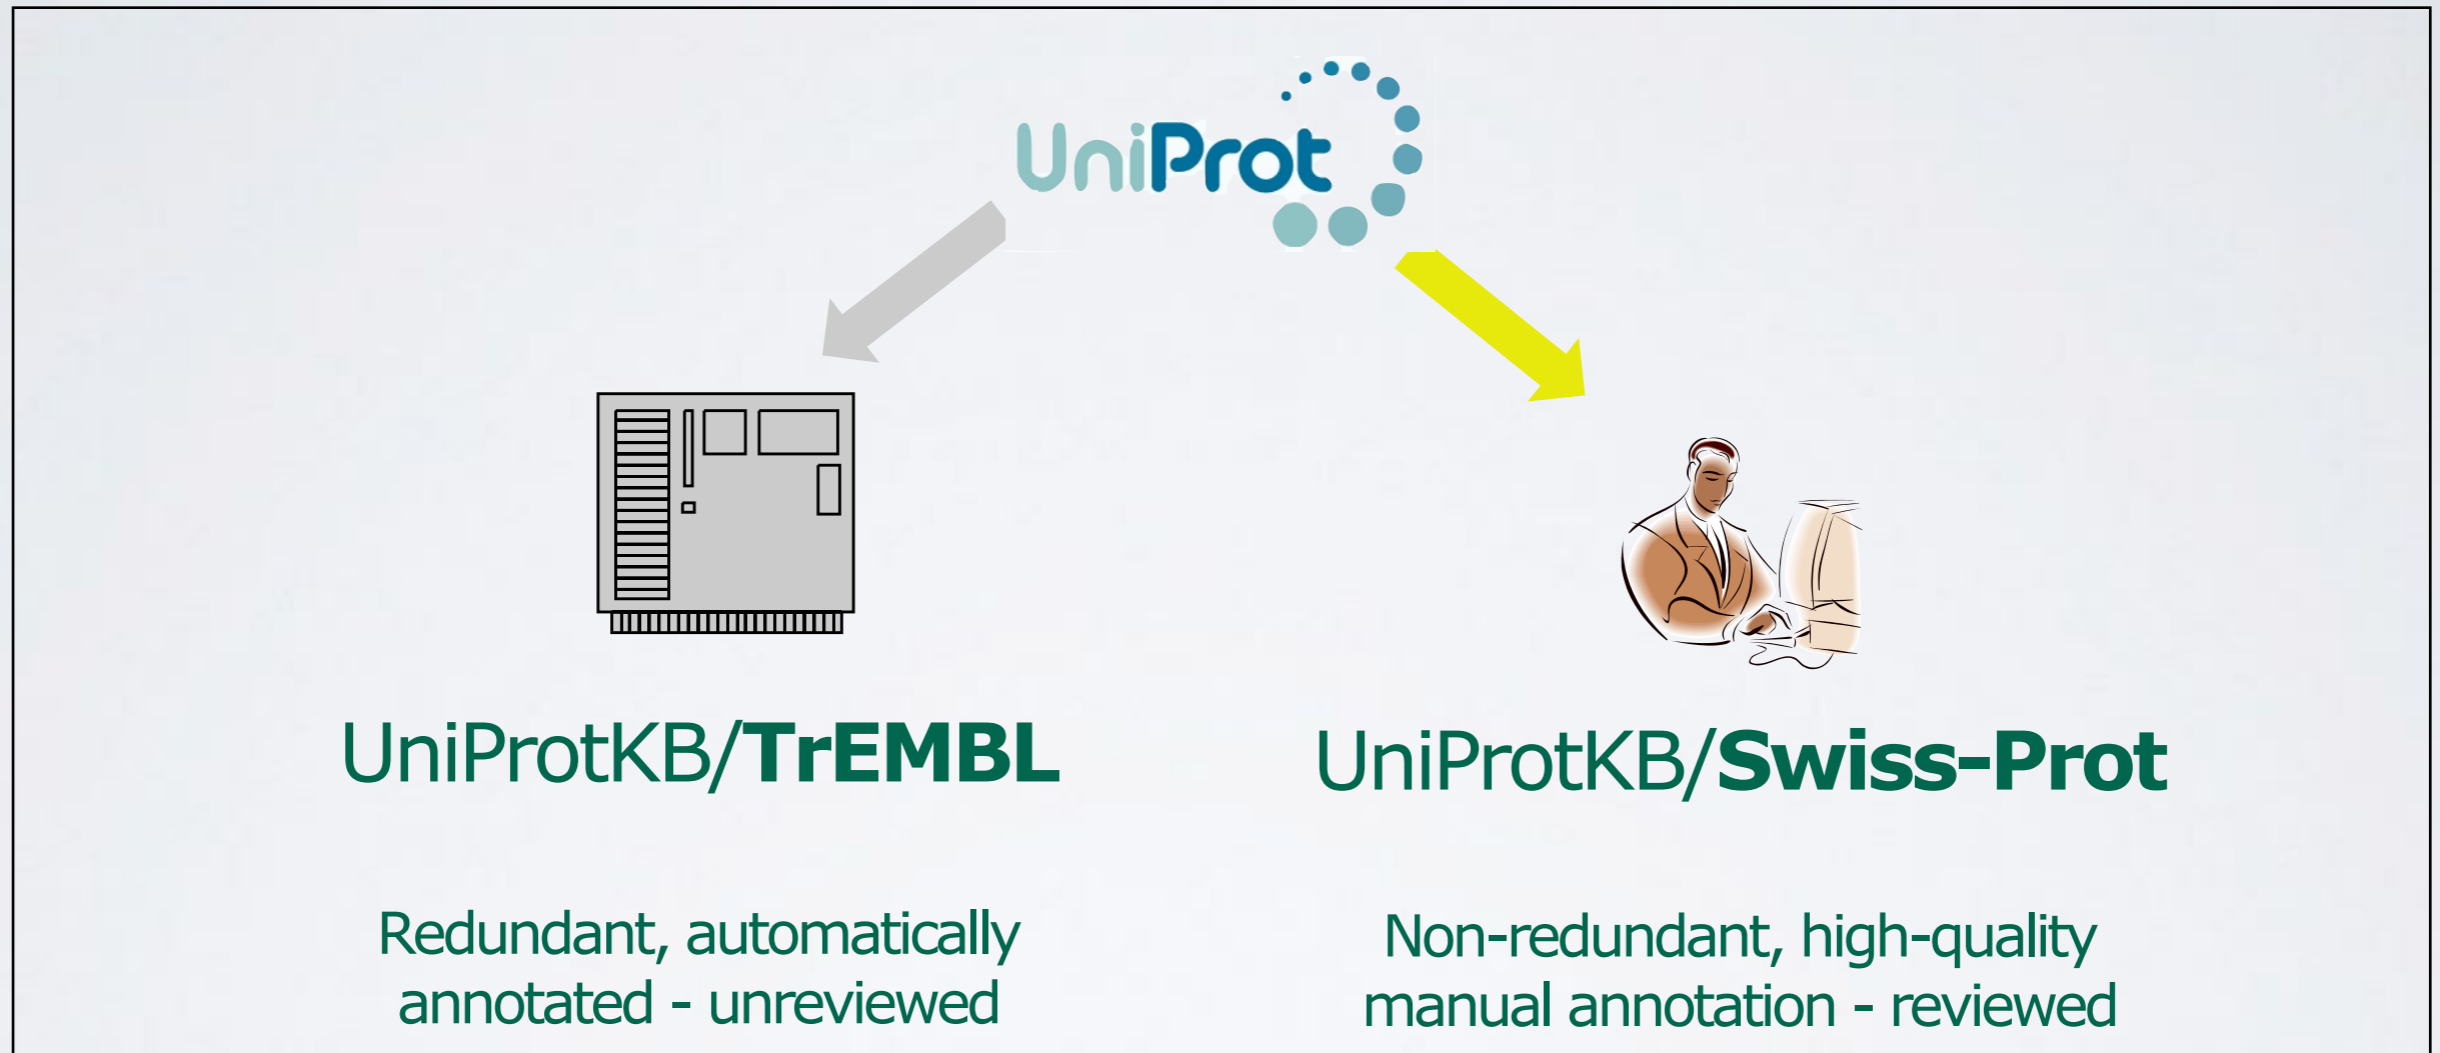 UniProt
UniProtKB/TrEMBL
Redundant, automatically
annotated - unreviewed
UniProtKB/Swiss-Prot
Non-redundant, high-quality
manual annotation - reviewed